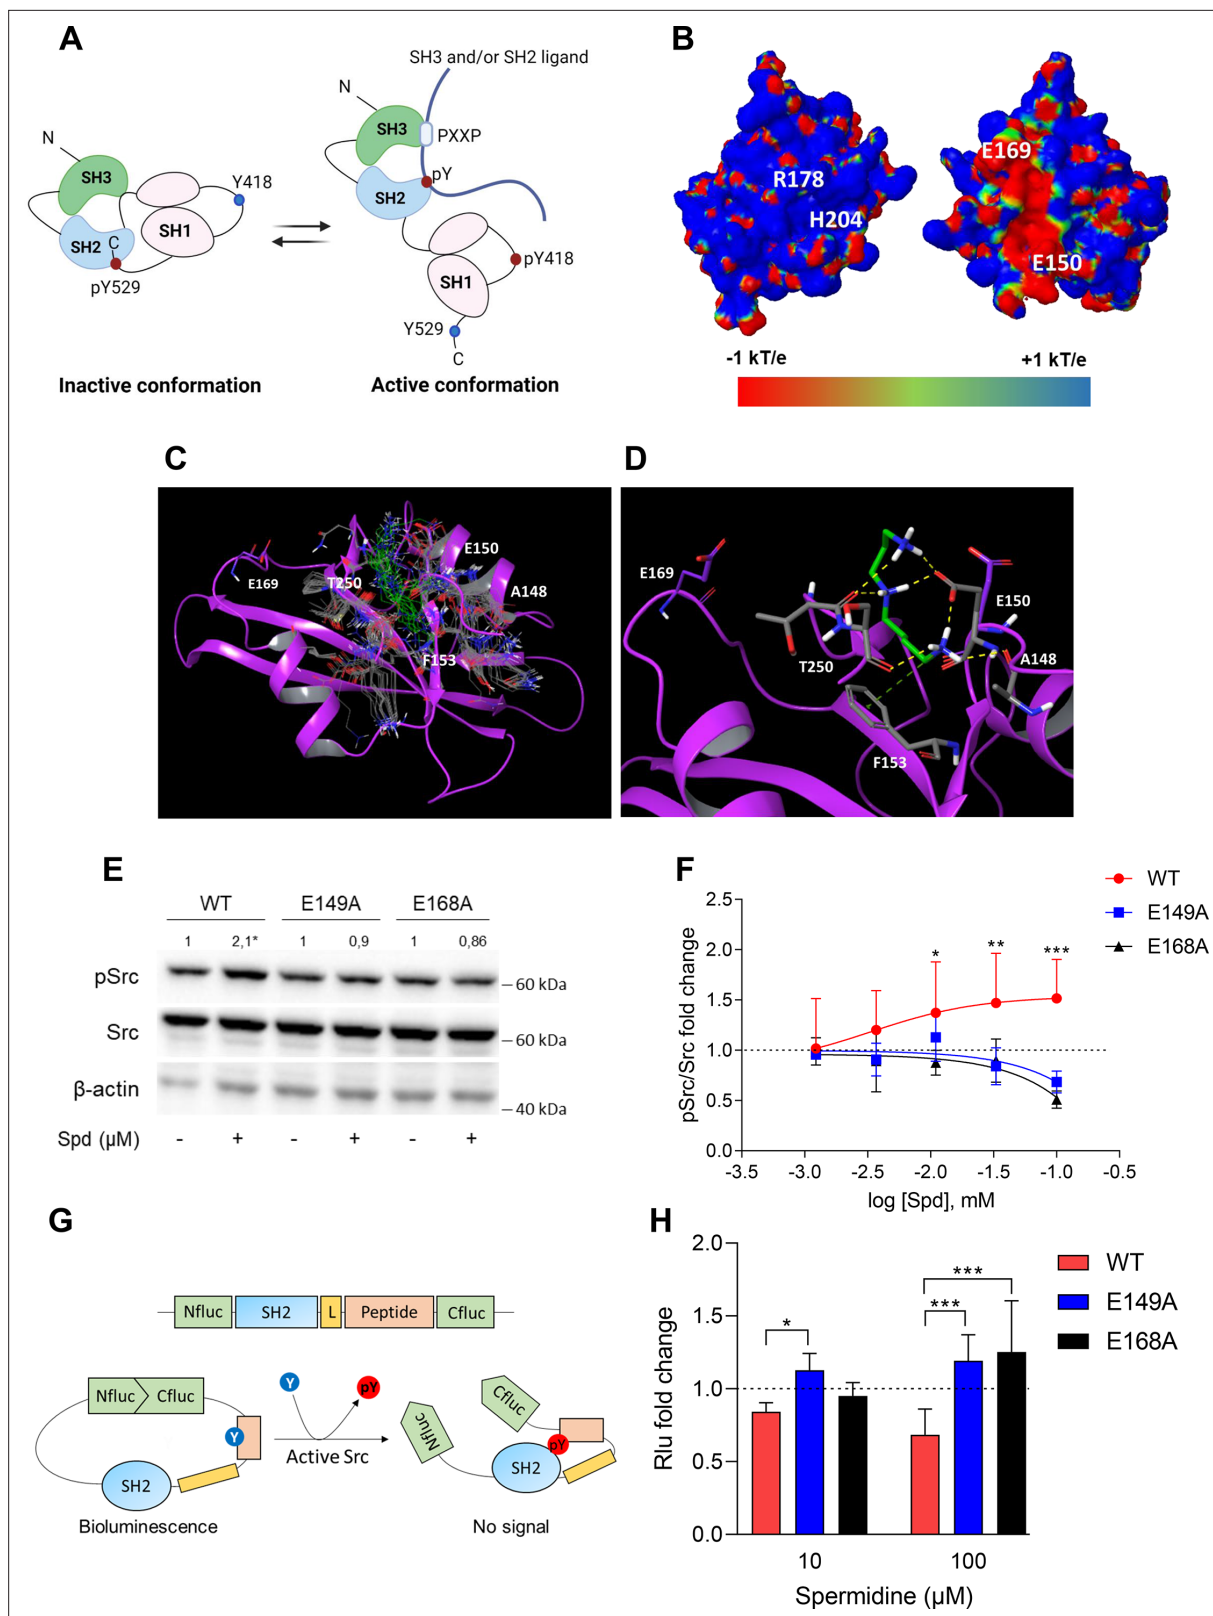 A
SH3 and/or SH2 ligand
N
SH3
PXXP
pY
SH2
N
SH3
Y418
SH2
C
SH1
pY529
pY418
SH1
Y529
C
Inactive conformation
Active conformation
B
E169
R178
H204
E150
-1 kT/e
+1 kT/e
C
E150
E169
T250
A148
F153
D
E169
E150
A148
T250
F153
E
WT
E149A
E168A
1
2,1*
1
0,9
1
0,86
pSrc
60 kDa
Src
60 kDa
β-actin
40 kDa
Spd (μM)
-
+
-
+
-
+
F
WT
E149A
E168A
pSrc/Src fold change
2.5
2.0
1.5
1.0
0.5
0.0
*
**
***
-3.5
-3.0
-2.5
-2.0
-1.5
-1.0
-0.5
log [Spd], mM
G
Nfluc
SH2
L
Peptide
Cfluc
Nfluc
Cfluc
Y
SH2
Bioluminescence
Y
pY
Active Src
Cfluc
Nfluc
pY
SH2
No signal
H
WT
E149A
E168A
Rlu fold change
2.0
1.5
1.0
0.5
0.0
*
***
***
10
100
Spermidine (μM)